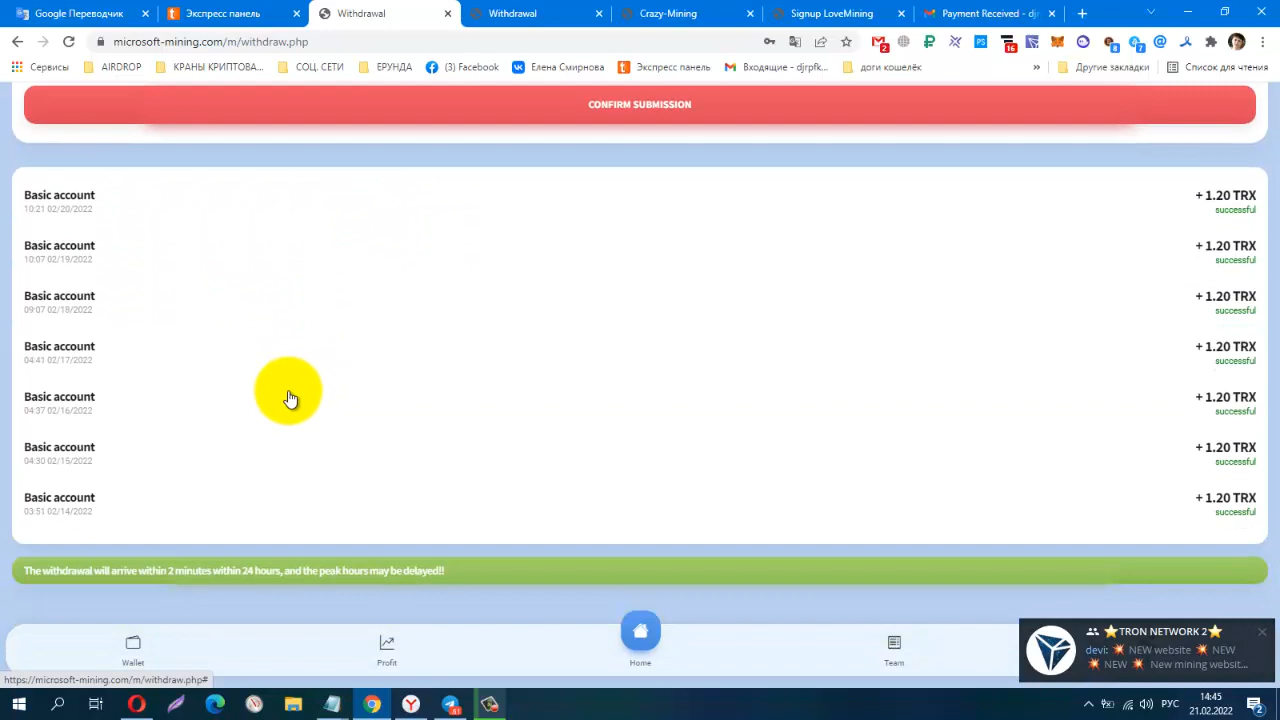 Google Переводчик
Экспресс панель
Withdrawal
Withdrawal
Crazy-Mining
Signup LoveMining
Payment Received - djr
microsoft-mining.com/m/withdraw.php
2
16
8
7
Сервисы
AIRDROP
КРАНЫ КРИПТОВА...
СОЦ. СЕТИ
ЕРУНДА
(3) Facebook
Елена Смирнова
Экспресс панель
Входящие - djrpfk...
доги кошелёк
»
Другие закладки
Список для чтения
CONFIRM SUBMISSION
Basic account
+ 1.20 TRX
10:21 02/20/2022
successful
Basic account
+ 1.20 TRX
10:07 02/19/2022
successful
Basic account
+ 1.20 TRX
09:07 02/18/2022
successful
Basic account
+ 1.20 TRX
04:41 02/17/2022
successful
Basic account
+ 1.20 TRX
04:37 02/16/2022
successful
Basic account
+ 1.20 TRX
04:30 02/15/2022
successful
Basic account
+ 1.20 TRX
03:51 02/14/2022
successful
The withdrawal will arrive within 2 minutes within 24 hours, and the peak hours may be delayed!!
Wallet
Profit
Home
Team
⭐TRON NETWORK 2⭐
devi: 💥 NEW website 💥 NEW
💥 NEW 💥 New mining websit...
https://microsoft-mining.com/m/withdraw.php#
РУС
14:45
21.02.2022
2